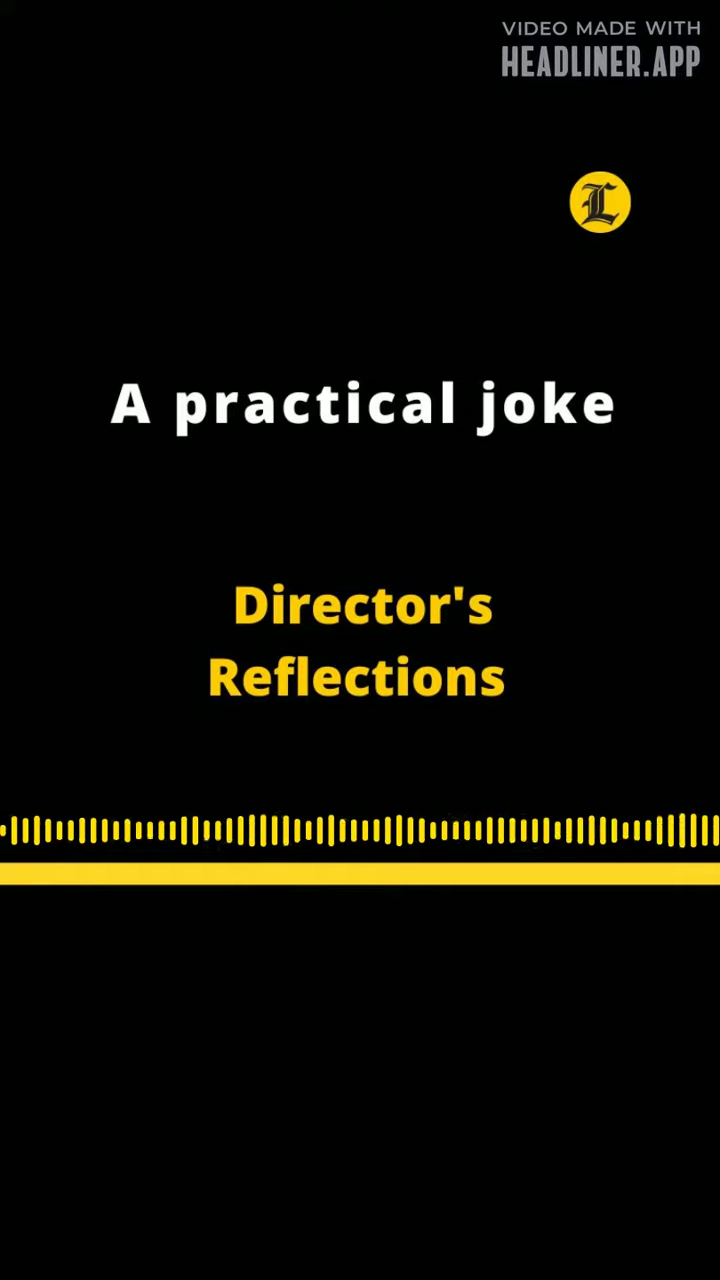 VIDEO MADE WITH
HEADLINER.APP
L
A practical joke
Director's
Reflections